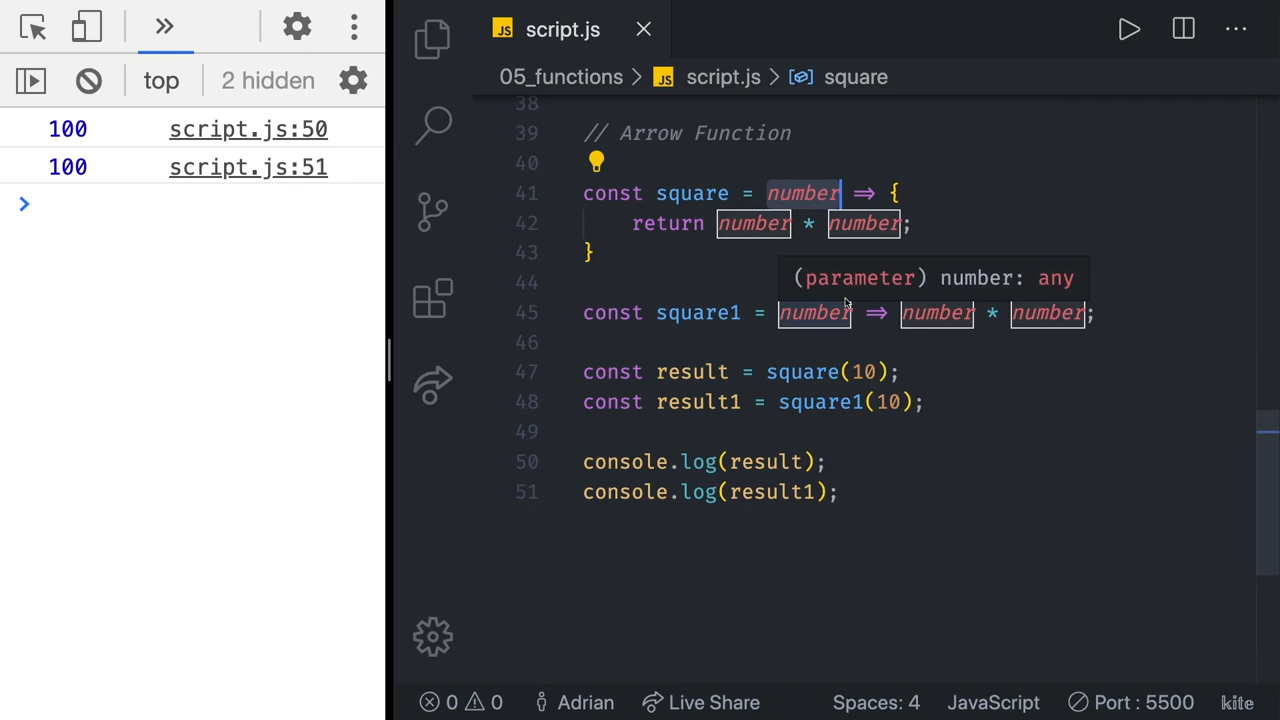 top
2 hidden
100 script.js:50
100 script.js:51
>
JS script.js
05_functions > JS script.js > square
38
39 // Arrow Function
40
41 const square = number => {
42 return number * number;
43 }
44
(parameter) number: any
45 const square1 = number => number * number;
46
47 const result = square(10);
48 const result1 = square1(10);
49
50 console.log(result);
51 console.log(result1);
0 0 Adrian Live Share Spaces: 4 JavaScript Port : 5500 kite